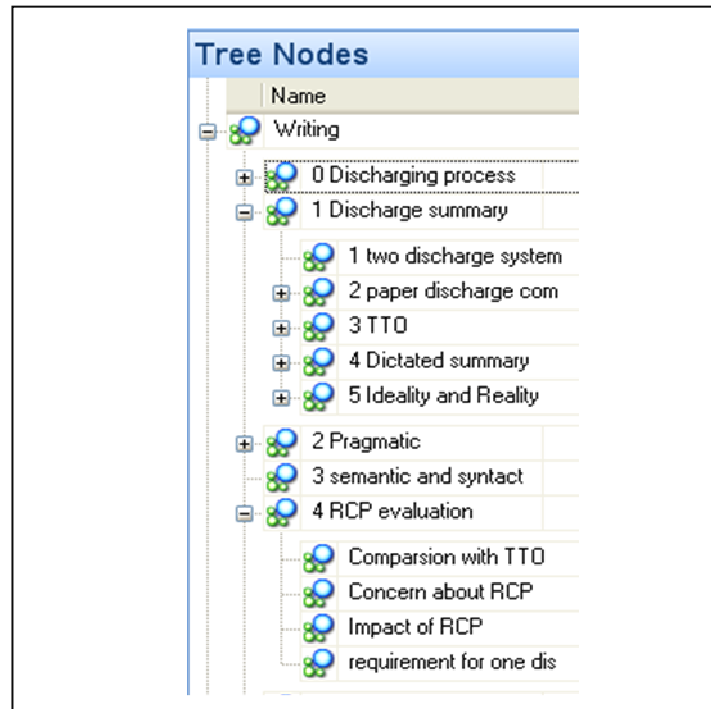 Tree Nodes
Name
Writing
0 Discharging process
1 Discharge summary
1 two discharge system
2 paper discharge com
3 TTO
4 Dictated summary
5 Ideality and Reality
2 Pragmatic
3 semantic and syntact
4 RCP evaluation
Comparsion with TTO
Concern about RCP
Impact of RCP
requirement for one dis